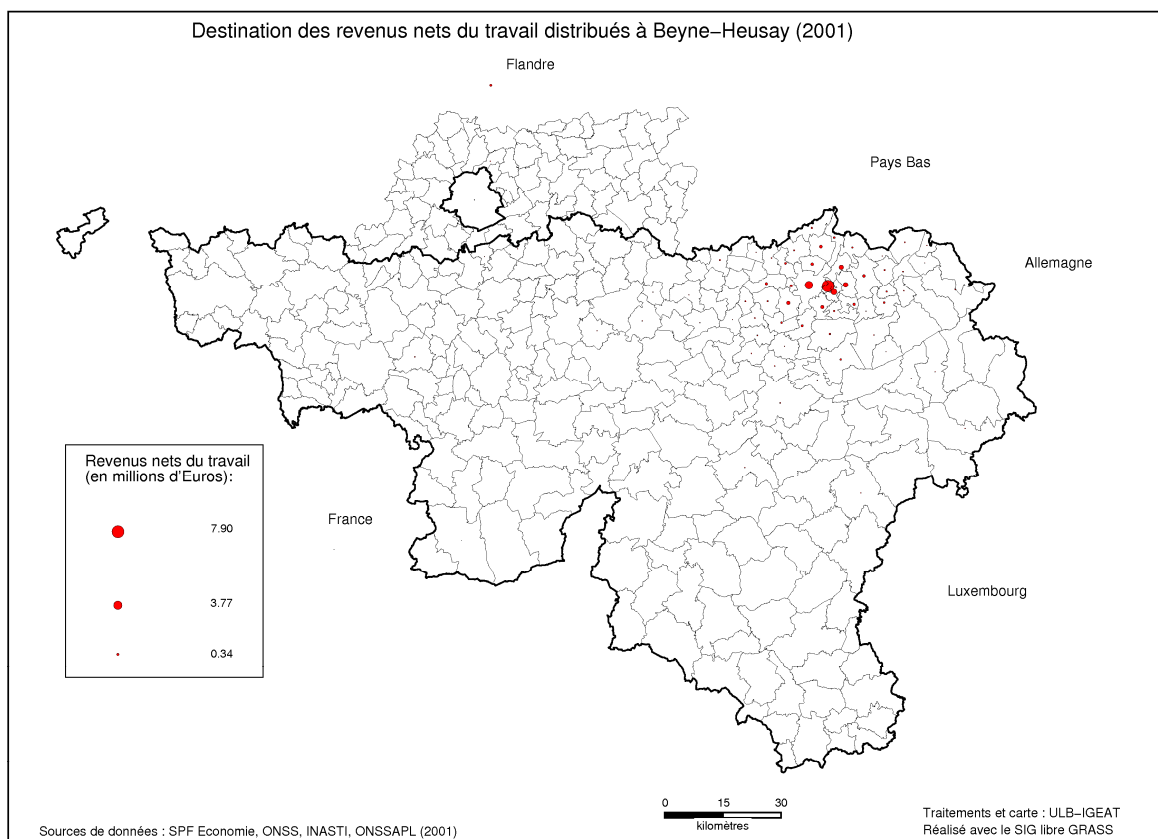 Destination des revenus nets du travail distribués à Beyne−Heusay (2001)
Flandre
Pays Bas
Allemagne
Revenus nets du travail
(en millions d'Euros):
7.90
3.77
0.34
France
Luxembourg
0 15 30
kilomètres
Sources de données : SPF Economie, ONSS, INASTI, ONSSAPL (2001)
Traitements et carte : ULB−IGEAT
Réalisé avec le SIG libre GRASS